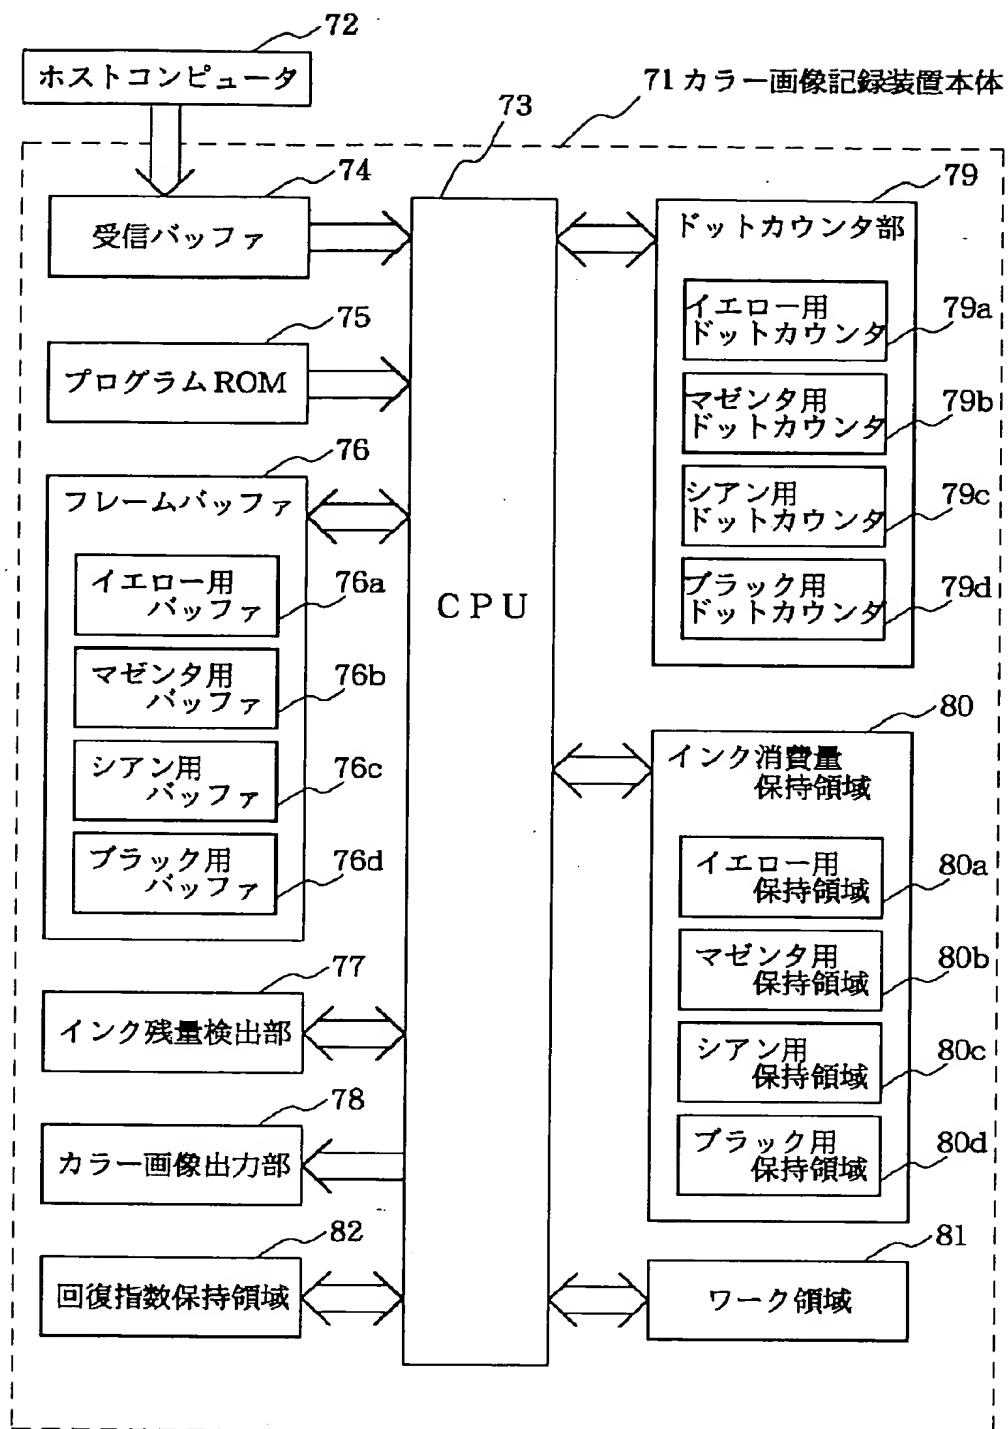 72
ホストコンピュータ
71カラー画像記録装置本体
73
74
受信バッファ
75
プログラムROM
76
フレームバッファ
イエロー用
バッファ
76a
マゼンタ用
バッファ
76b
シアン用
バッファ
76c
ブラック用
バッファ
76d
77
インク残量検出部
78
カラー画像出力部
82
回復指数保持領域
CPU
79
ドットカウンタ部
イエロー用
ドットカウンタ
79a
マゼンタ用
ドットカウンタ
79b
シアン用
ドットカウンタ
79c
ブラック用
ドットカウンタ
79d
80
インク消費量
保持領域
イエロー用
保持領域
80a
マゼンタ用
保持領域
80b
シアン用
保持領域
80c
ブラック用
保持領域
80d
81
ワーク領域